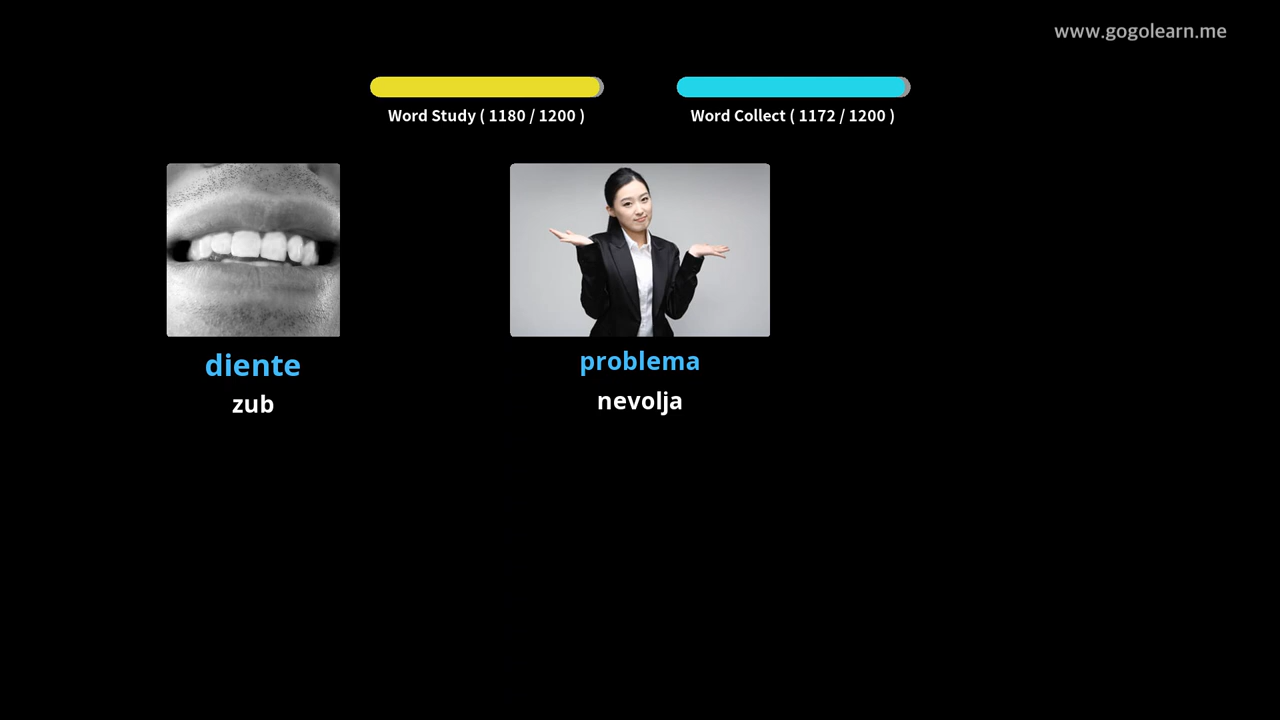 www.gogolearn.me
Word Study ( 1180 / 1200 )
Word Collect ( 1172 / 1200 )
diente
zub
problema
nevolja